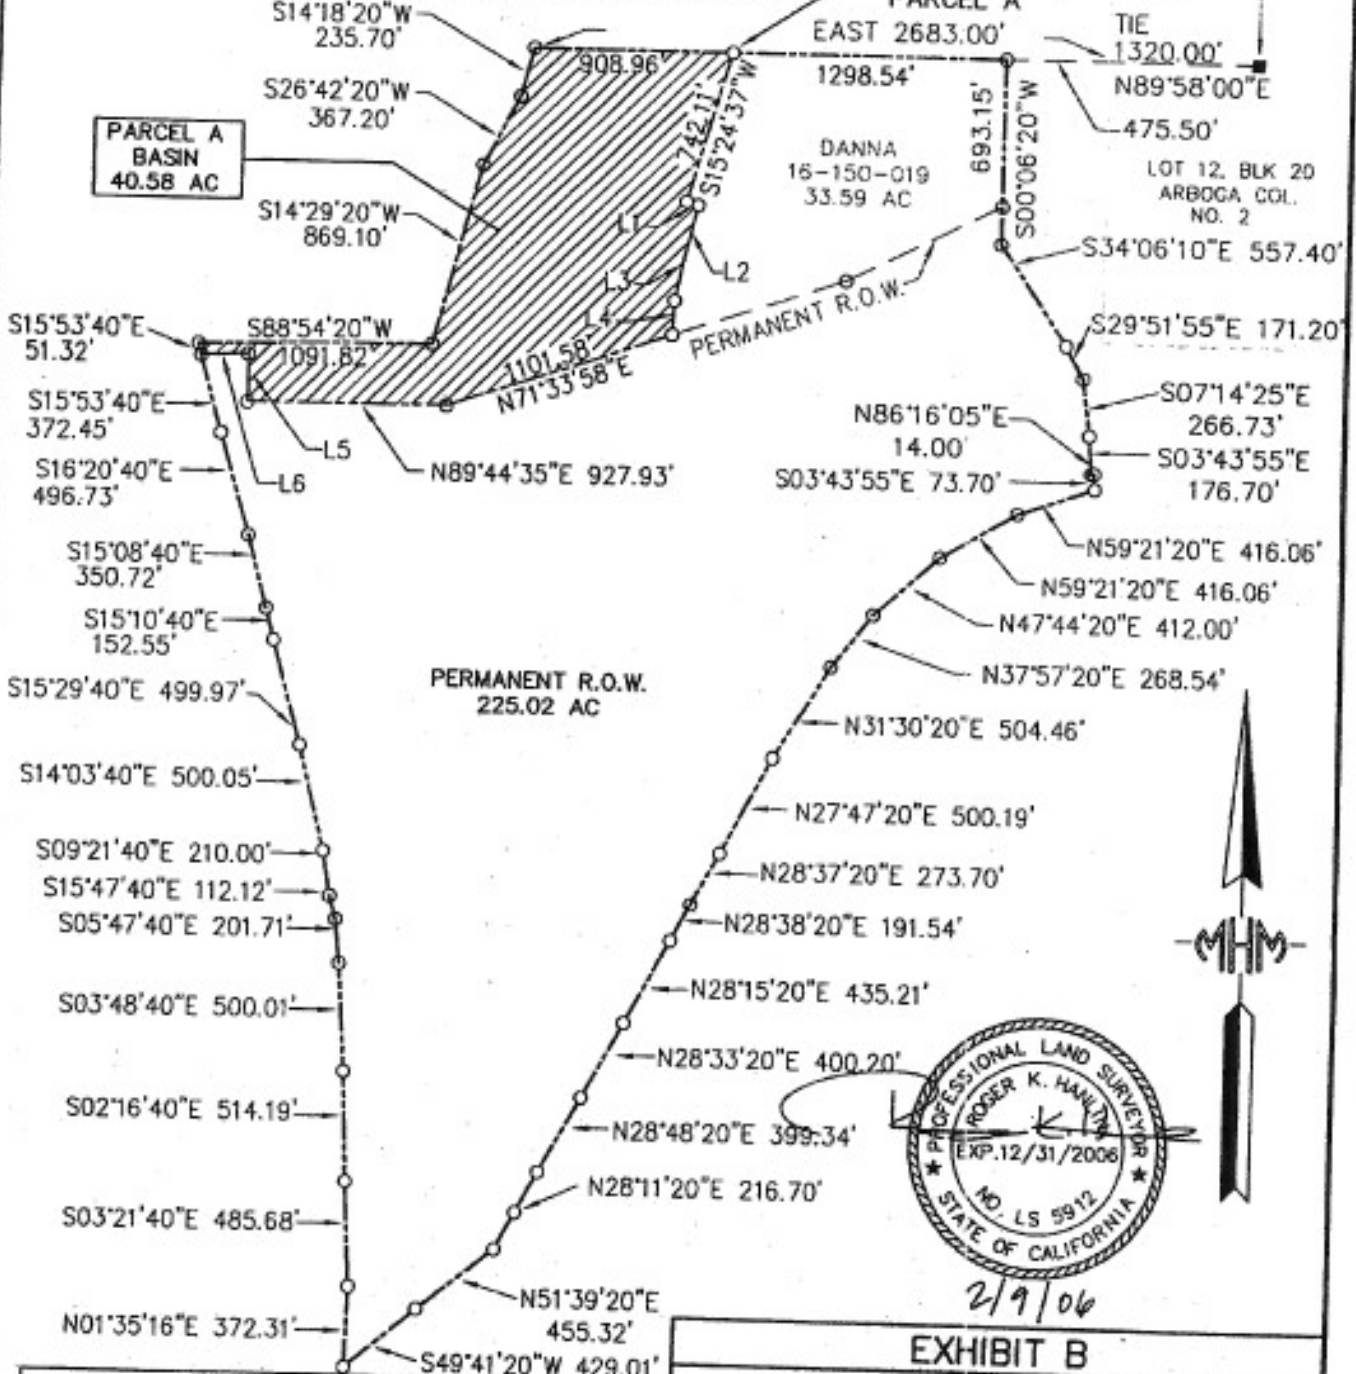 S14°18'20"W
235.70'
PARCEL A
EAST 2683.00'
TIE
1320.00'
N89°58'00"E
908.96'
1298.54'
475.50'
S26°42'20"W
367.20'
PARCEL A
BASIN
40.58 AC
742.11'
S15°24'37"W
DANNA
16-150-019
33.59 AC
693.15'
S00°06'20"W
LOT 12, BLK 20
ARBOGA COL.
NO. 2
S14°29'20"W
869.10'
L1
L2
L3
L4
S34°06'10"E 557.40'
PERMANENT R.O.W.
S15°53'40"E
51.32'
S88°54'20"W
1091.82'
1101.58'
N71°33'58"E
S29°51'55"E 171.20'
S15°53'40"E
372.45'
S07°14'25"E
266.73'
N86°16'05"E
14.00'
L5
L6
N89°44'35"E 927.93'
S03°43'55"E
176.70'
S03°43'55"E 73.70'
S16°20'40"E
496.73'
N59°21'20"E 416.06'
S15°08'40"E
350.72'
N59°21'20"E 416.06'
S15°10'40"E
152.55'
N47°44'20"E 412.00'
N37°57'20"E 268.54'
S15°29'40"E 499.97'
PERMANENT R.O.W.
225.02 AC
N31°30'20"E 504.46'
S14°03'40"E 500.05'
N27°47'20"E 500.19'
S09°21'40"E 210.00'
N28°37'20"E 273.70'
S15°47'40"E 112.12'
S05°47'40"E 201.71'
N28°38'20"E 191.54'
MHM
S03°48'40"E 500.01'
N28°15'20"E 435.21'
N28°33'20"E 400.20'
S02°16'40"E 514.19'
N28°48'20"E 399.34'
PROFESSIONAL LAND SURVEYOR
ROGER K. HANLIN
EXP.12/31/2006
NO. LS 5912
STATE OF CALIFORNIA
N28°11'20"E 216.70'
S03°21'40"E 485.68'
2/9/06
N51°39'20"E
455.32'
N01°35'16"E 372.31'
S49°41'20"W 429.01'
EXHIBIT B